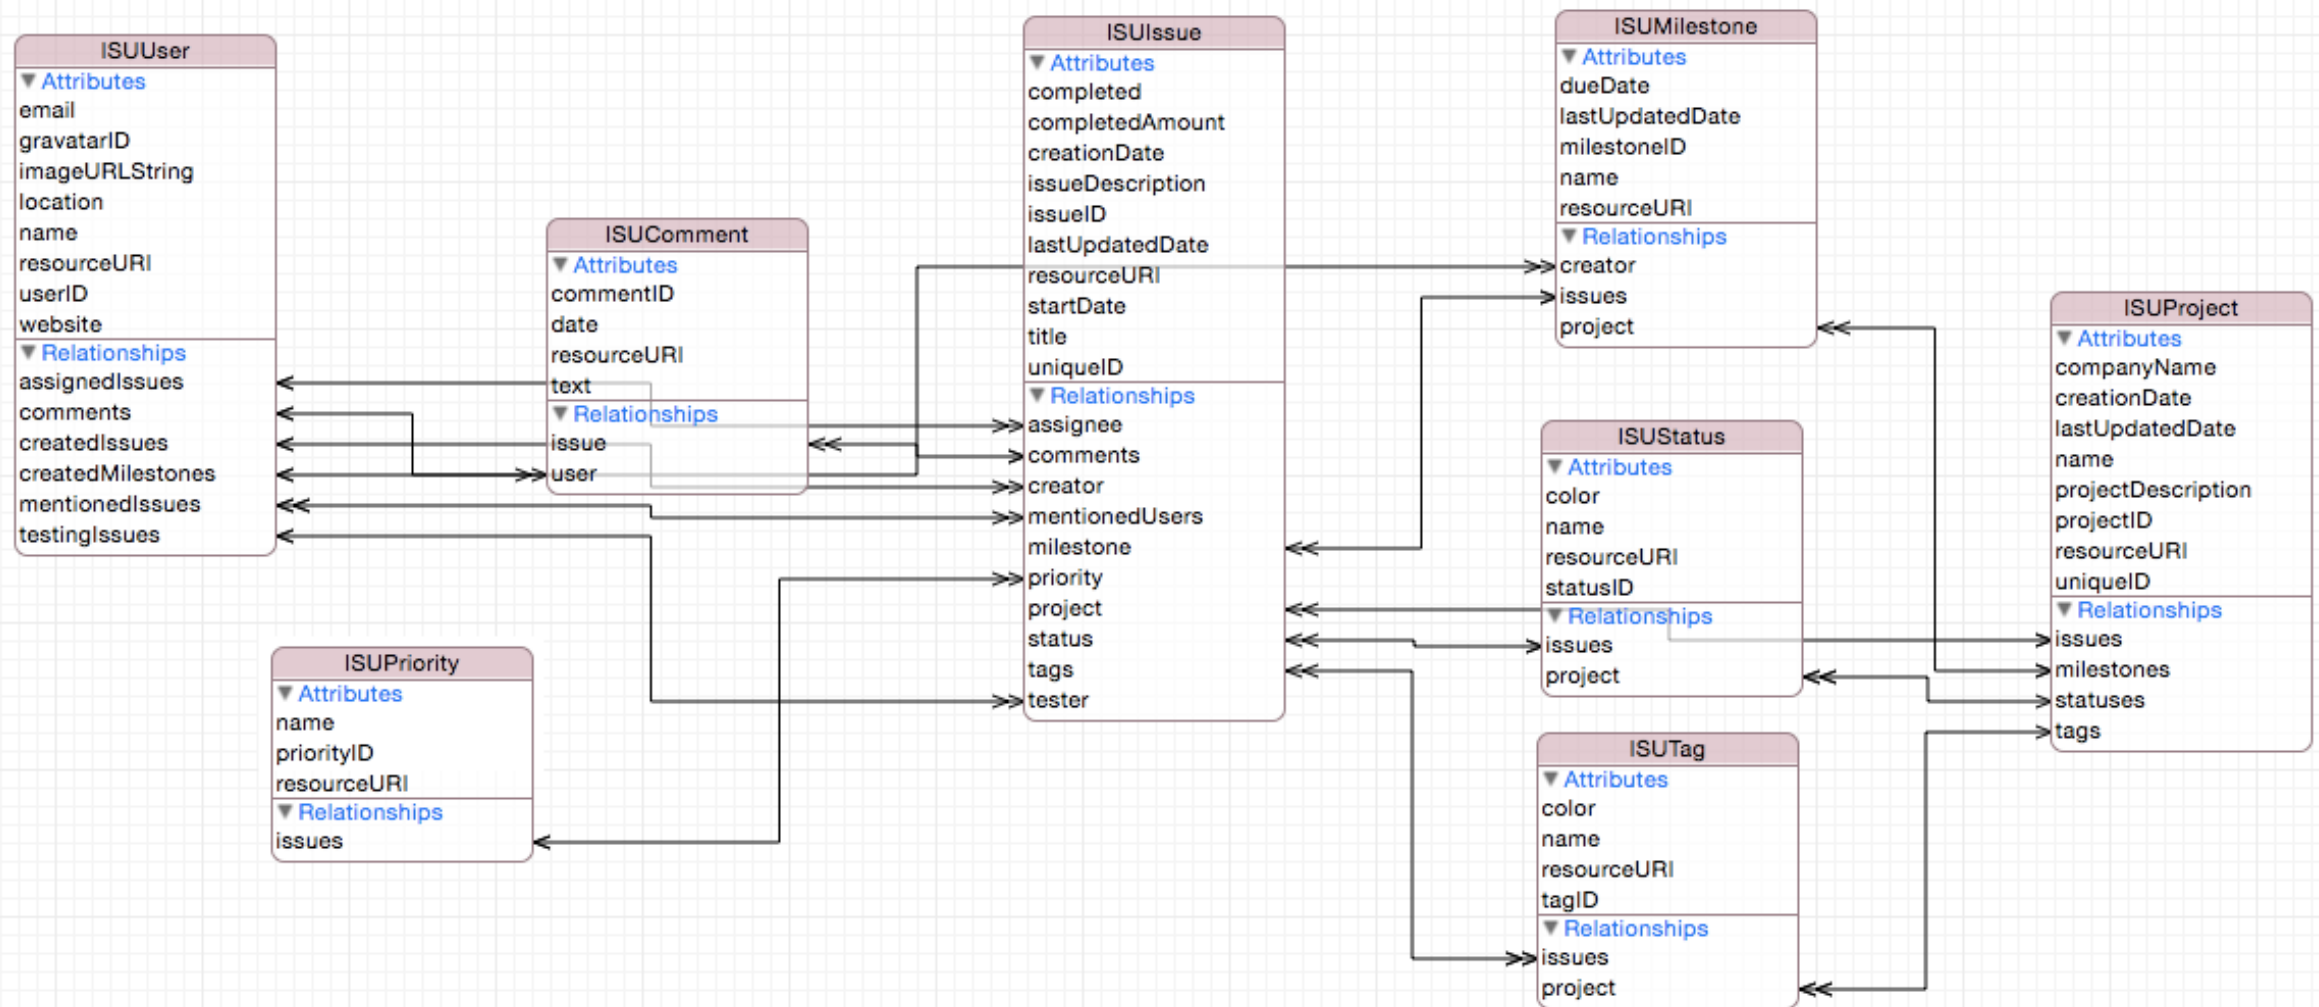 ISUUser
Attributes
email
gravatarID
imageURLString
location
name
resourceURI
userID
website
Relationships
assignedIssues
comments
createdIssues
createdMilestones
mentionedIssues
testingIssues
ISUComment
Attributes
commentID
date
resourceURI
text
Relationships
issue
user
ISUPriority
Attributes
name
priorityID
resourceURI
Relationships
issues
ISUIssue
Attributes
completed
completedAmount
creationDate
issueDescription
issueID
lastUpdatedDate
resourceURI
startDate
title
uniqueID
Relationships
assignee
comments
creator
mentionedUsers
milestone
priority
project
status
tags
tester
ISUMilestone
Attributes
dueDate
lastUpdatedDate
milestoneID
name
resourceURI
Relationships
creator
issues
project
ISUStatus
Attributes
color
name
resourceURI
statusID
Relationships
issues
project
ISUTag
Attributes
color
name
resourceURI
tagID
Relationships
issues
project
ISUProject
Attributes
companyName
creationDate
lastUpdatedDate
name
projectDescription
projectID
resourceURI
uniqueID
Relationships
issues
milestones
statuses
tags